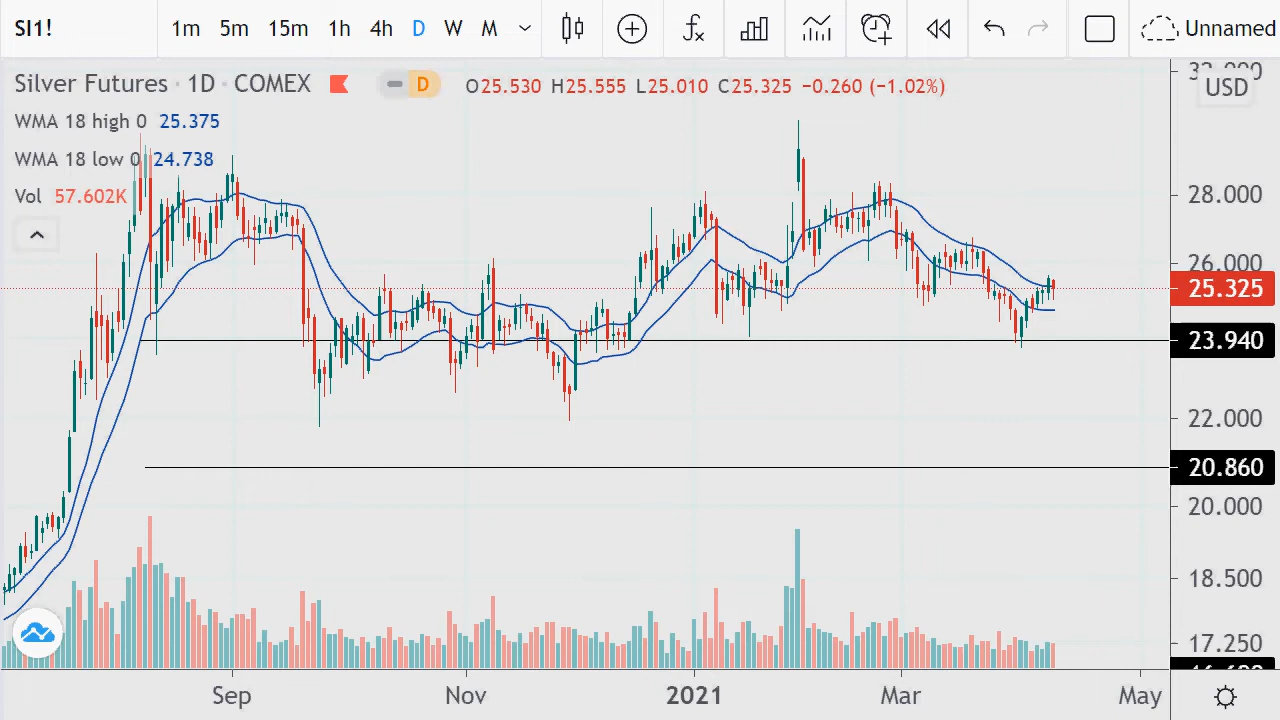 SI1! 1m 5m 15m 1h 4h D W M Unnamed
Silver Futures · 1D · COMEX D O25.530 H25.555 L25.010 C25.325 −0.260 (−1.02%)
USD
WMA 18 high 0 25.375
WMA 18 low 0 24.738
Vol 57.602K
28.000
26.000
25.325
23.940
22.000
20.860
20.000
18.500
17.250
Sep Nov 2021 Mar May